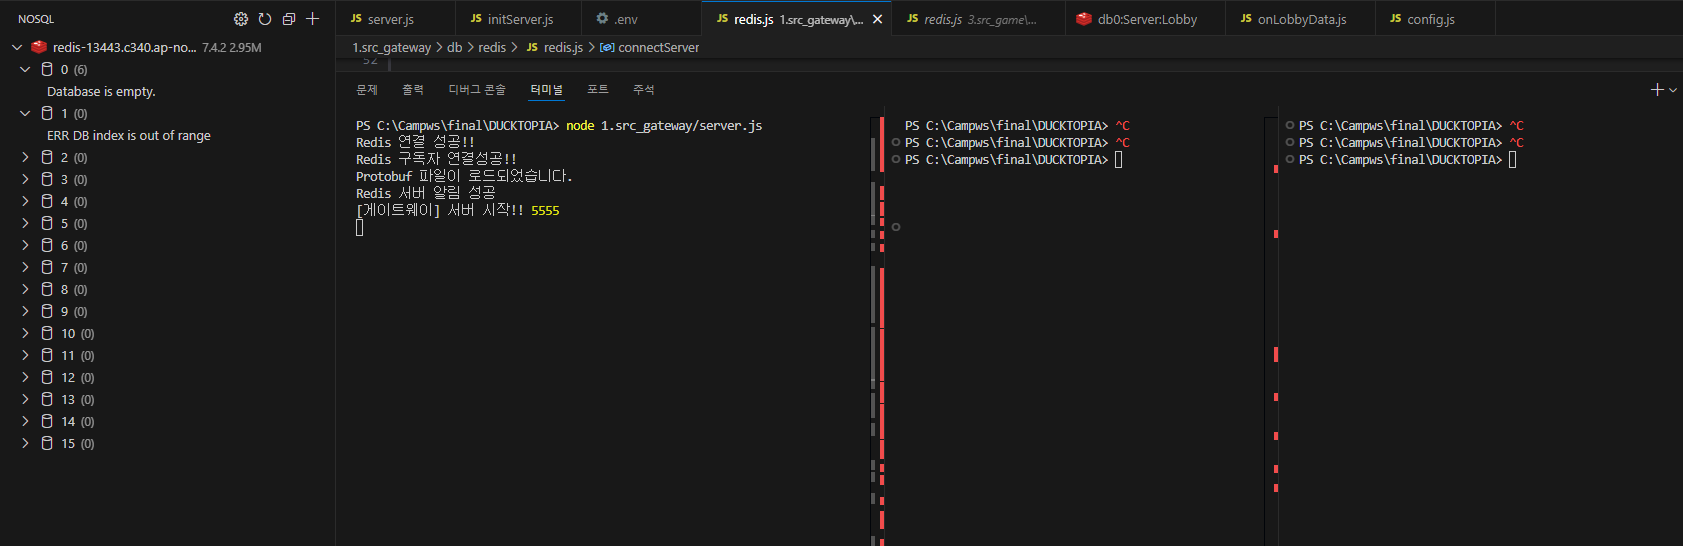 NOSQL
redis-13443.c340.ap-no... 7.4.2 2.95M
0 (6)
Database is empty.
1 (0)
ERR DB index is out of range
2 (0)
3 (0)
4 (0)
5 (0)
6 (0)
7 (0)
8 (0)
9 (0)
10 (0)
11 (0)
12 (0)
13 (0)
14 (0)
15 (0)
JS server.js
JS initServer.js
.env
JS redis.js 1.src_gateway\...
JS redis.js 3.src_game\...
db0:Server:Lobby
JS onLobbyData.js
JS config.js
1.src_gateway > db > redis > JS redis.js > connectServer
52
문제 출력 디버그 콘솔 터미널 포트 주석
PS C:\Campws\final\DUCKTOPIA> node 1.src_gateway/server.js
Redis 연결 성공!!
Redis 구독자 연결성공!!
Protobuf 파일이 로드되었습니다.
Redis 서버 알림 성공
[게이트웨이] 서버 시작!! 5555
PS C:\Campws\final\DUCKTOPIA> ^C
PS C:\Campws\final\DUCKTOPIA> ^C
PS C:\Campws\final\DUCKTOPIA>
PS C:\Campws\final\DUCKTOPIA> ^C
PS C:\Campws\final\DUCKTOPIA> ^C
PS C:\Campws\final\DUCKTOPIA>